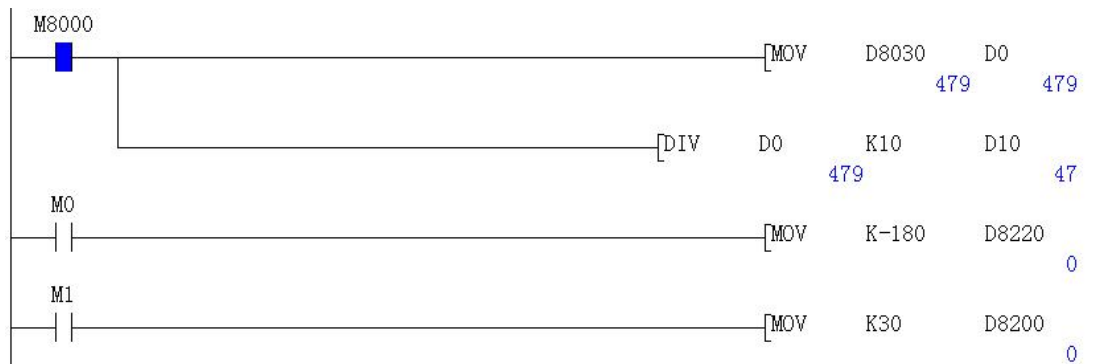 M8000
MOV D8030 D0
479 479
DIV D0 K10 D10
479 47
M0
MOV K-180 D8220
0
M1
MOV K30 D8200
0